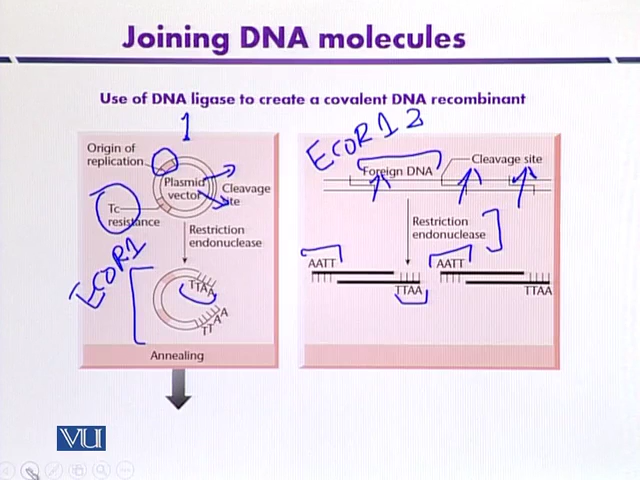 Joining DNA molecules
Use of DNA ligase to create a covalent DNA recombinant
1
Origin of
replication
Plasmid
vector
Cleavage
site
Tc
resistance
Restriction
endonuclease
ECOR1
TTAA
TTAA
Annealing
ECOR1 2
Foreign DNA
Cleavage site
Restriction
endonuclease
AATT
AATT
TTAA
TTAA
VU